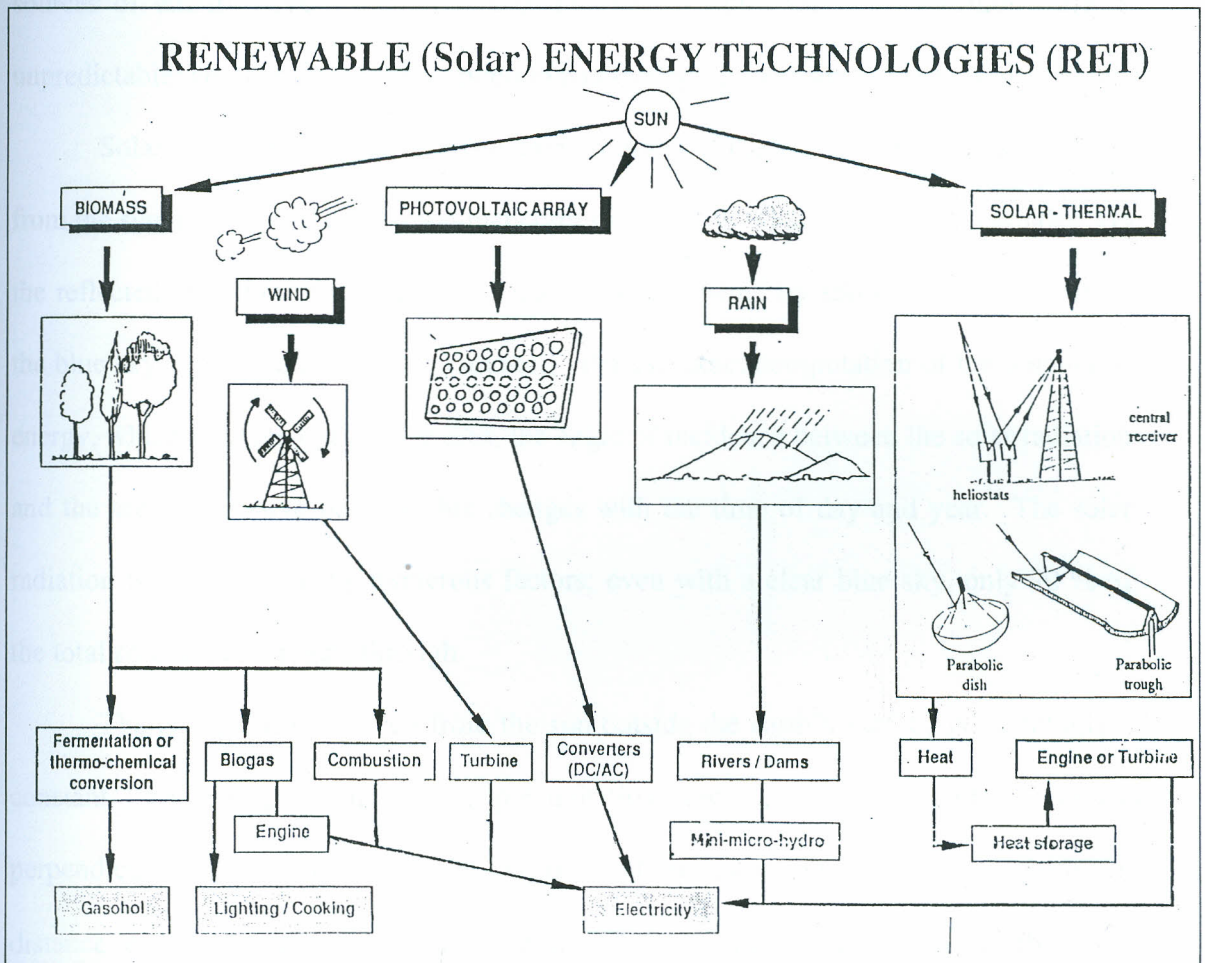 RENEWABLE (Solar) ENERGY TECHNOLOGIES (RET)
SUN
BIOMASS
PHOTOVOLTAIC ARRAY
SOLAR - THERMAL
WIND
RAIN
central
receiver
heliostats
Parabolic
dish
Parabolic
trough
Fermentation or
thermo-chemical
conversion
Biogas
Combustion
Turbine
Converters
(DC/AC)
Rivers / Dams
Heat
Engine or Turbine
Engine
Mini-micro-hydro
Heat storage
Gasohol
Lighting / Cooking
Electricity